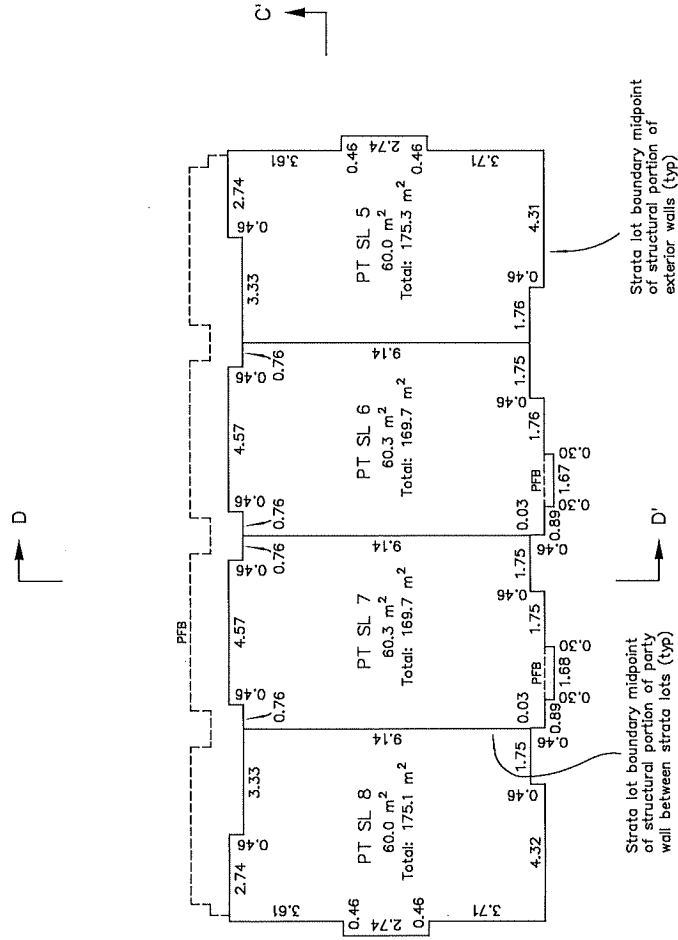 C'
D
PFB
2.74
0.46
3.33
0.76
0.46
4.57
0.46
0.76
0.76
0.46
4.57
0.46
0.76
3.33
0.46
2.74
3.61
0.46
2.74
0.46
3.71
PT SL 8
60.0 m²
Total: 175.1 m²
9.14
PT SL 7
60.3 m²
Total: 169.7 m²
9.14
PT SL 6
60.3 m²
Total: 169.7 m²
9.14
PT SL 5
60.0 m²
Total: 175.3 m²
3.61
0.46
2.74
0.46
3.71
4.32
0.46
1.75
0.46
0.03
0.89
0.30
PFB
1.68
0.30
1.75
0.46
1.75
0.46
0.03
0.89
0.30
PFB
1.67
0.30
1.76
0.46
1.75
1.76
0.46
4.31
D'
Strata lot boundary midpoint
of structural portion of party
wall between strata lots (typ)
Strata lot boundary midpoint
of structural portion of
exterior walls (typ)